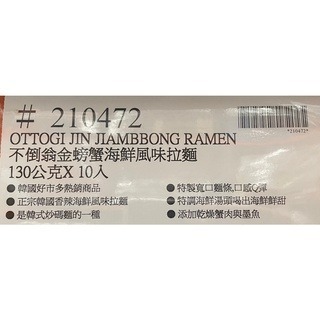 # 210472
*210472*
OTTOGI JIN JIAMBBONG RAMEN
不倒翁金螃蟹海鮮風味拉麵
130公克X 10入
●韓國好市多熱銷商品
●正宗韓國香辣海鮮風味拉麵
●是韓式炒碼麵的一種
●特製寬口麵條,口感Q彈
●特調海鮮湯頭喝出海鮮鮮甜
●添加乾燥蟹肉與墨魚